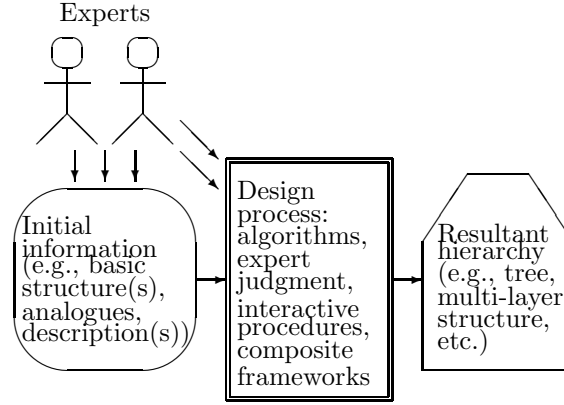 Experts
Initial
information
(e.g., basic
structure(s),
analogues,
description(s))
Design
process:
algorithms,
expert
judgment,
interactive
procedures,
composite
frameworks
Resultant
hierarchy
(e.g., tree,
multi-layer
structure,
etc.)